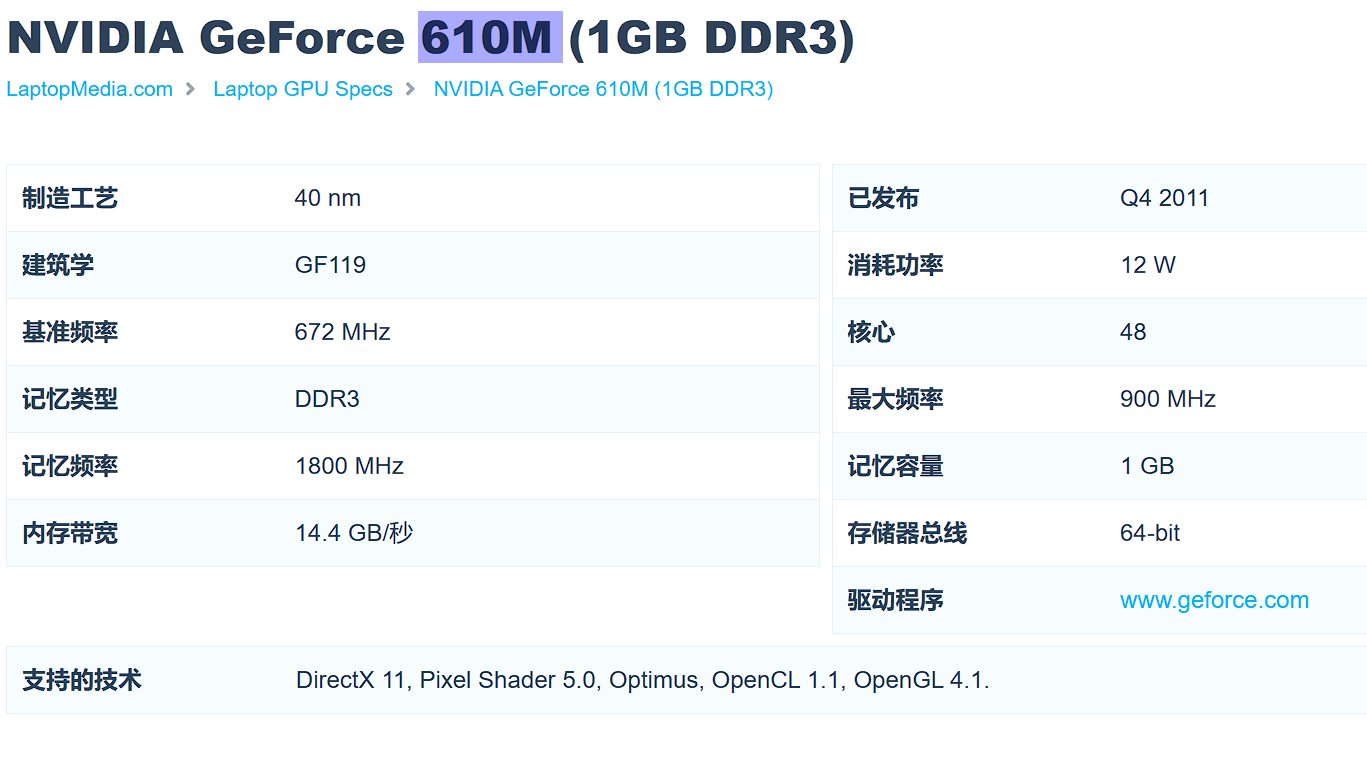 NVIDIA GeForce 610M (1GB DDR3)
LaptopMedia.com > Laptop GPU Specs > NVIDIA GeForce 610M (1GB DDR3)
制造工艺 40 nm
已发布 Q4 2011
建筑学 GF119
消耗功率 12 W
基准频率 672 MHz
核心 48
记忆类型 DDR3
最大频率 900 MHz
记忆频率 1800 MHz
记忆容量 1 GB
内存带宽 14.4 GB/秒
存储器总线 64-bit
驱动程序 www.geforce.com
支持的技术 DirectX 11, Pixel Shader 5.0, Optimus, OpenCL 1.1, OpenGL 4.1.